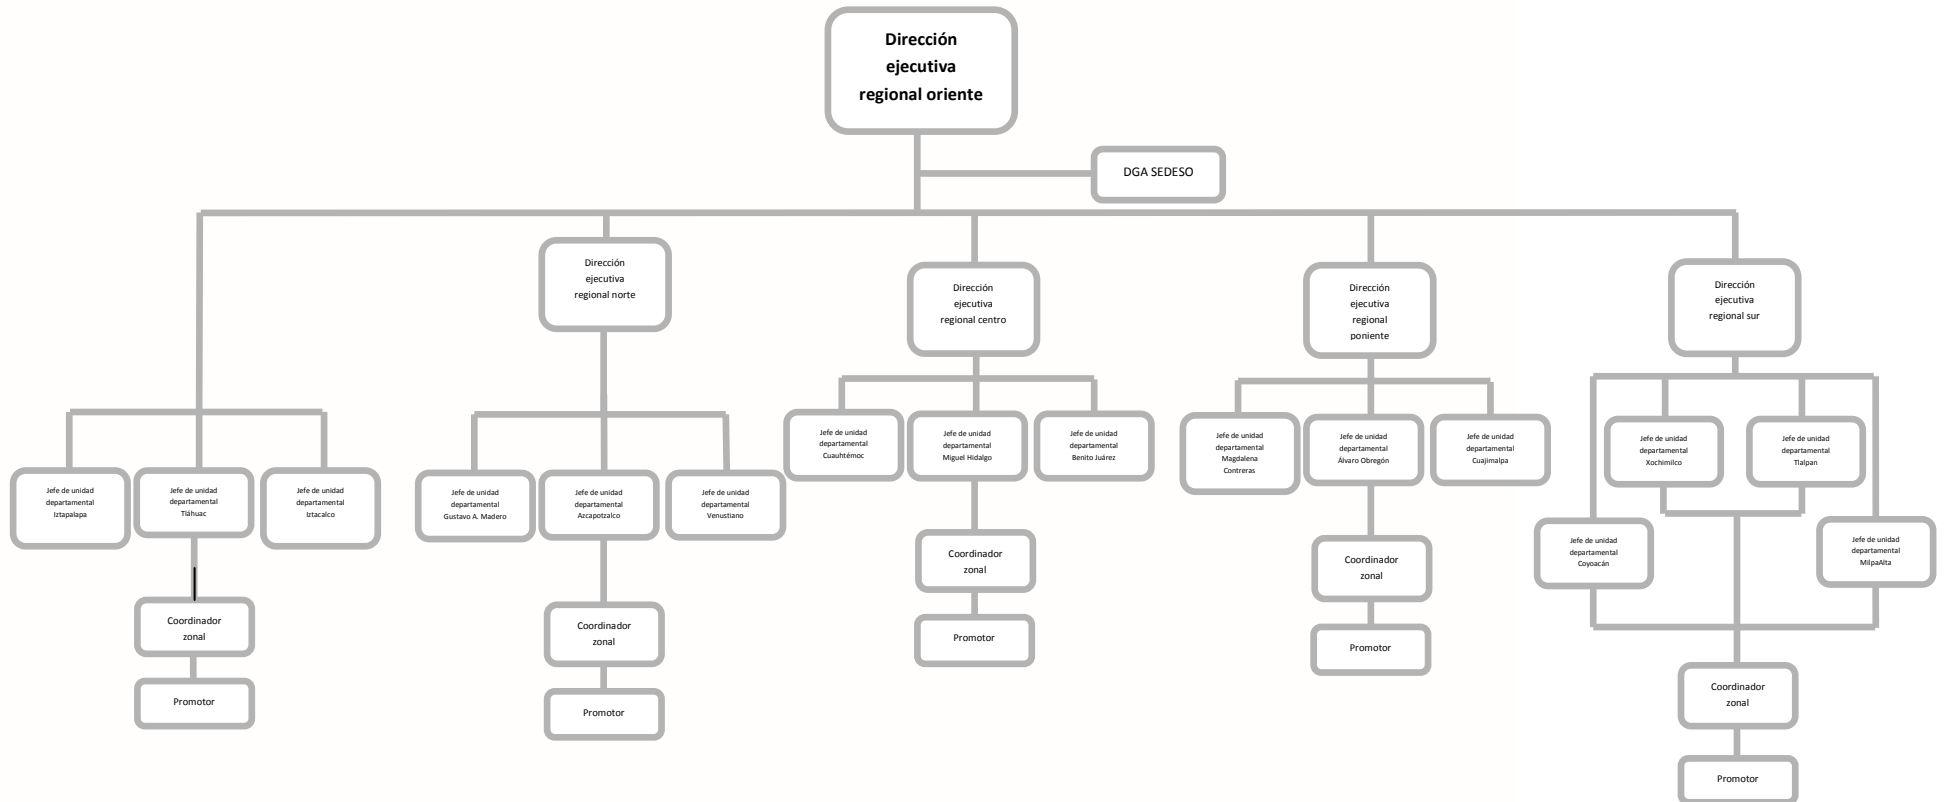 Dirección
ejecutiva
regional oriente
DGA SEDESO
Dirección
ejecutiva
regional norte
Dirección
ejecutiva
regional centro
Dirección
ejecutiva
regional
poniente
Dirección
ejecutiva
regional sur
Jefe de unidad
departamental
Iztapalapa
Jefe de unidad
departamental
Tláhuac
Jefe de unidad
departamental
Iztacalco
Coordinador
zonal
Promotor
Jefe de unidad
departamental
Gustavo A. Madero
Jefe de unidad
departamental
Azcapotzalco
Jefe de unidad
departamental
Venustiano
Coordinador
zonal
Promotor
Jefe de unidad
departamental
Cuauhtémoc
Jefe de unidad
departamental
Miguel Hidalgo
Jefe de unidad
departamental
Benito Juárez
Coordinador
zonal
Promotor
Jefe de unidad
departamental
Magdalena
Contreras
Jefe de unidad
departamental
Álvaro Obregón
Jefe de unidad
departamental
Cuajimalpa
Coordinador
zonal
Promotor
Jefe de unidad
departamental
Xochimilco
Jefe de unidad
departamental
Tlalpan
Jefe de unidad
departamental
Coyoacán
Jefe de unidad
departamental
MilpaAlta
Coordinador
zonal
Promotor